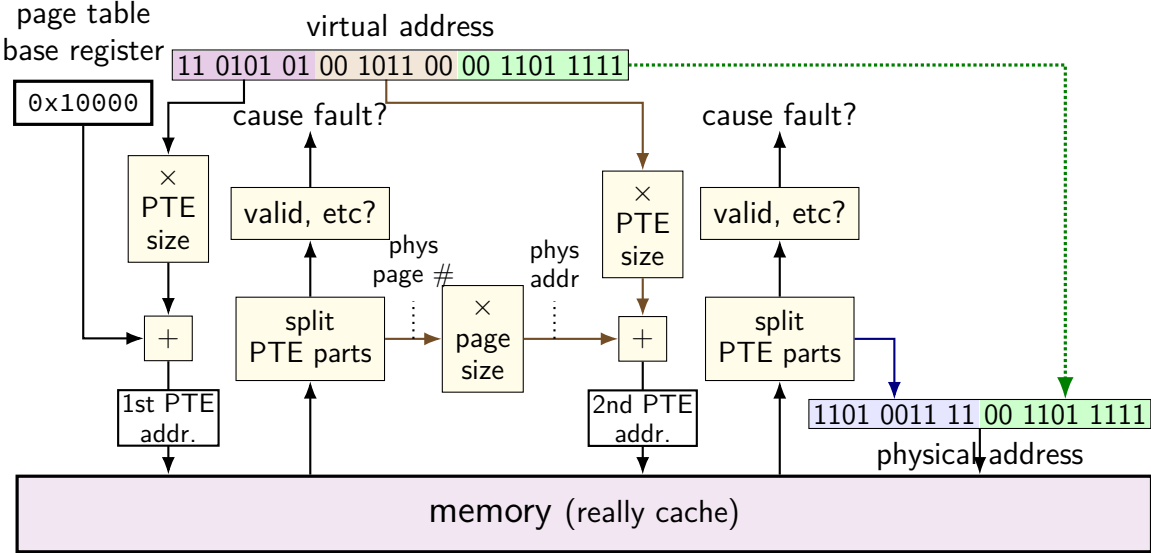 page table
base register
virtual address
11 0101 01 00 1011 00 00 1101 1111
0x10000
cause fault?
cause fault?
×
PTE
size
valid, etc?
×
PTE
size
valid, etc?
phys
page #
phys
addr
+
split
PTE parts
×
page
size
+
split
PTE parts
1st PTE
addr.
2nd PTE
addr.
1101 0011 11 00 1101 1111
physical address
memory (really cache)